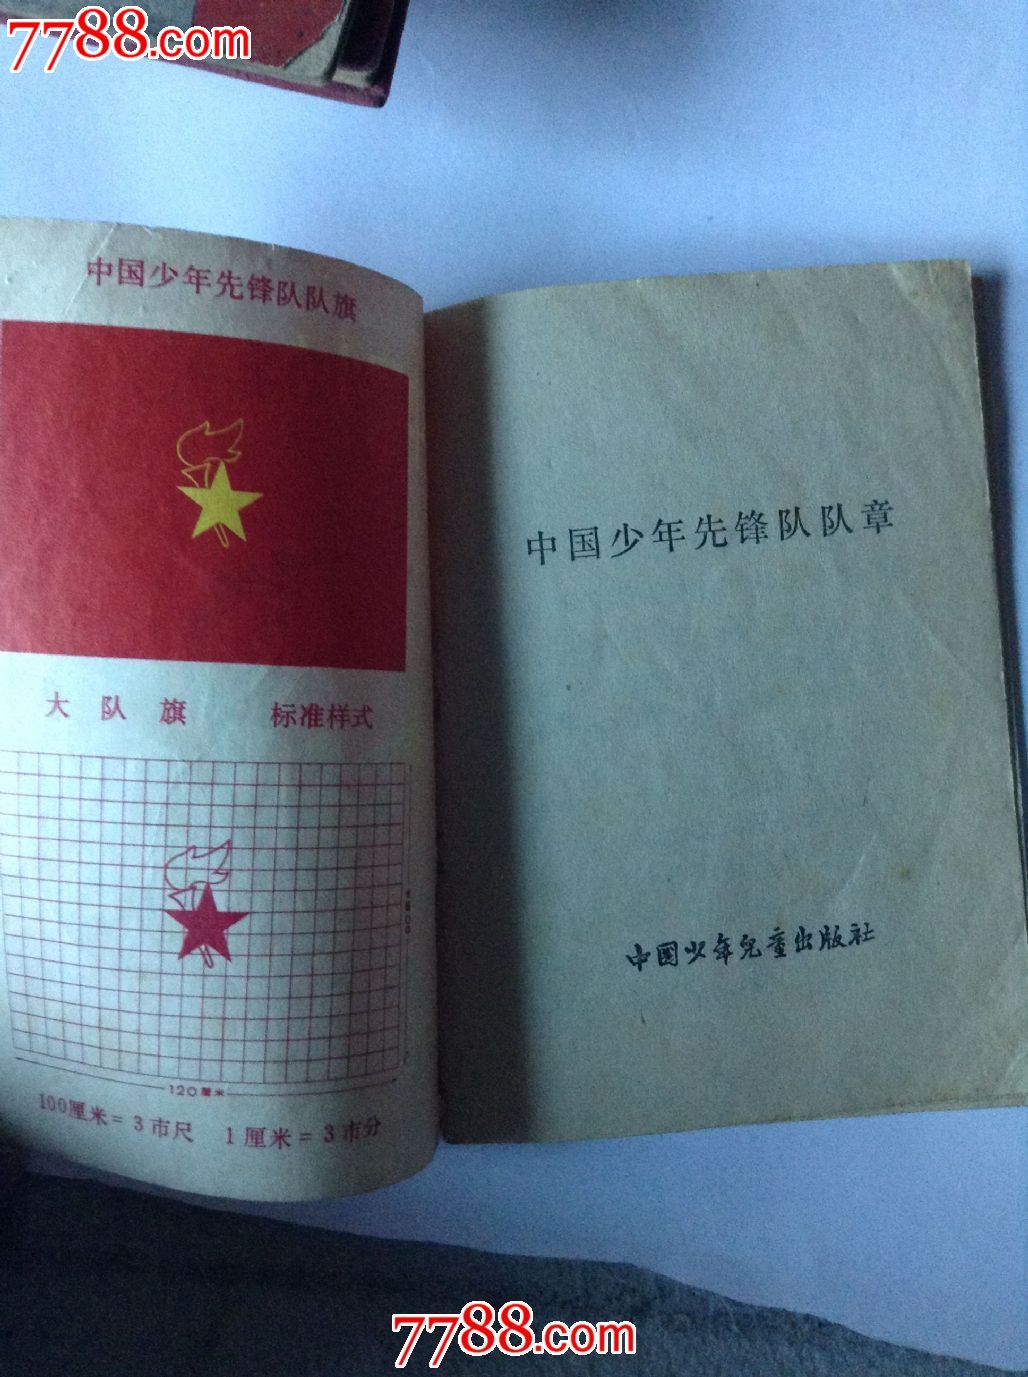 7788.com
中国少年先锋队队旗
大队旗 标准样式
120厘米
100厘米=3市尺 1厘米=3市分
中国少年先锋队队章
中国少年儿童出版社
7788.com